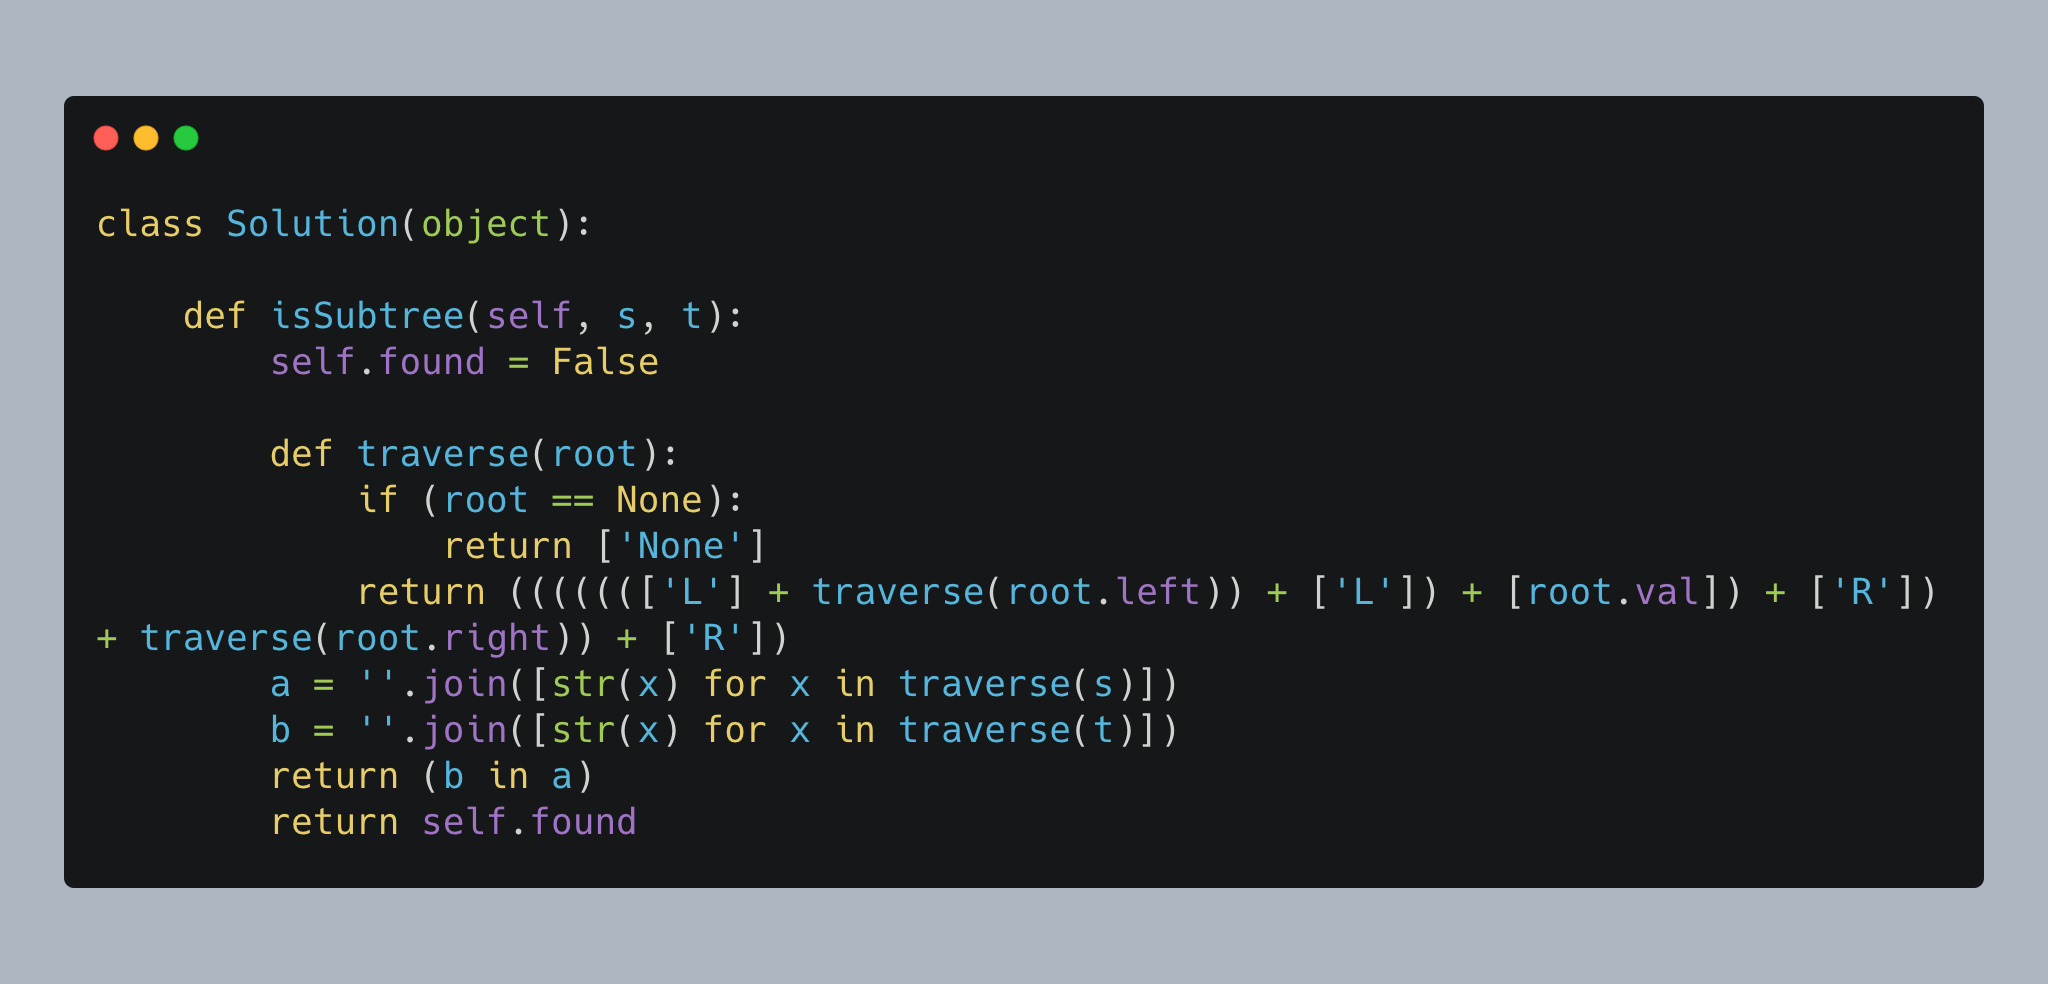 class Solution(object):

    def isSubtree(self, s, t):
        self.found = False

        def traverse(root):
            if (root == None):
                return ['None']
            return ((((((['L'] + traverse(root.left)) + ['L']) + [root.val]) + ['R'])
+ traverse(root.right)) + ['R'])
        a = ''.join([str(x) for x in traverse(s)])
        b = ''.join([str(x) for x in traverse(t)])
        return (b in a)
        return self.found